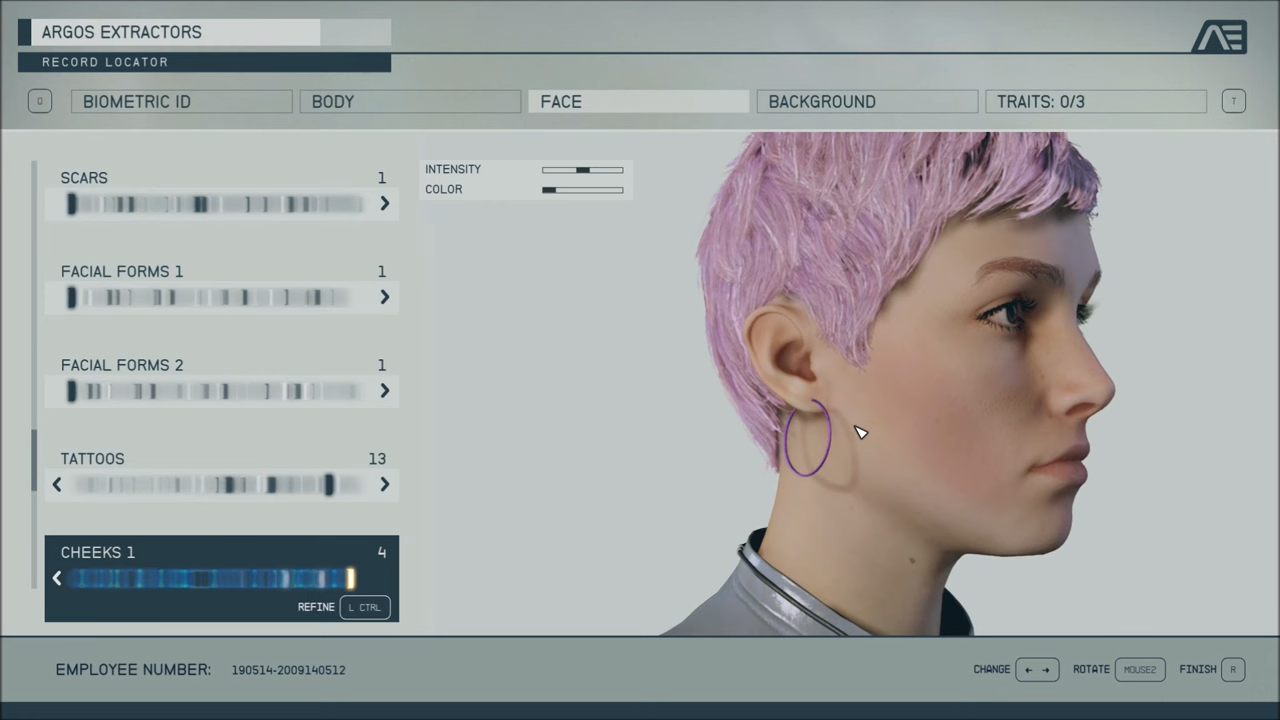 ARGOS EXTRACTORS
RECORD LOCATOR
BIOMETRIC ID
BODY
FACE
BACKGROUND
TRAITS: 0/3
T
SCARS 1
INTENSITY
COLOR
FACIAL FORMS 1 1
FACIAL FORMS 2 1
TATTOOS 13
CHEEKS 1 4
REFINE L CTRL
EMPLOYEE NUMBER: 190514-2009140512
CHANGE ← → ROTATE MOUSE2 FINISH R